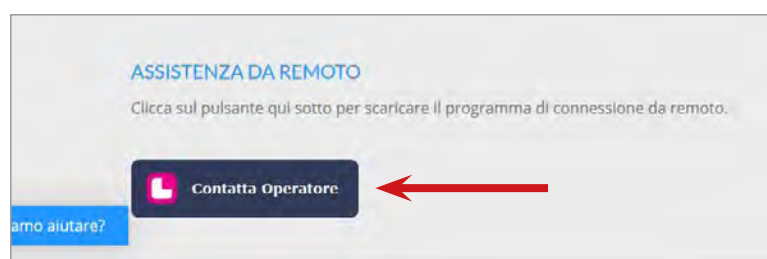 ASSISTENZA DA REMOTO
Clicca sul pulsante qui sotto per scaricare il programma di connessione da remoto.
Contatta Operatore
amo aiutare?